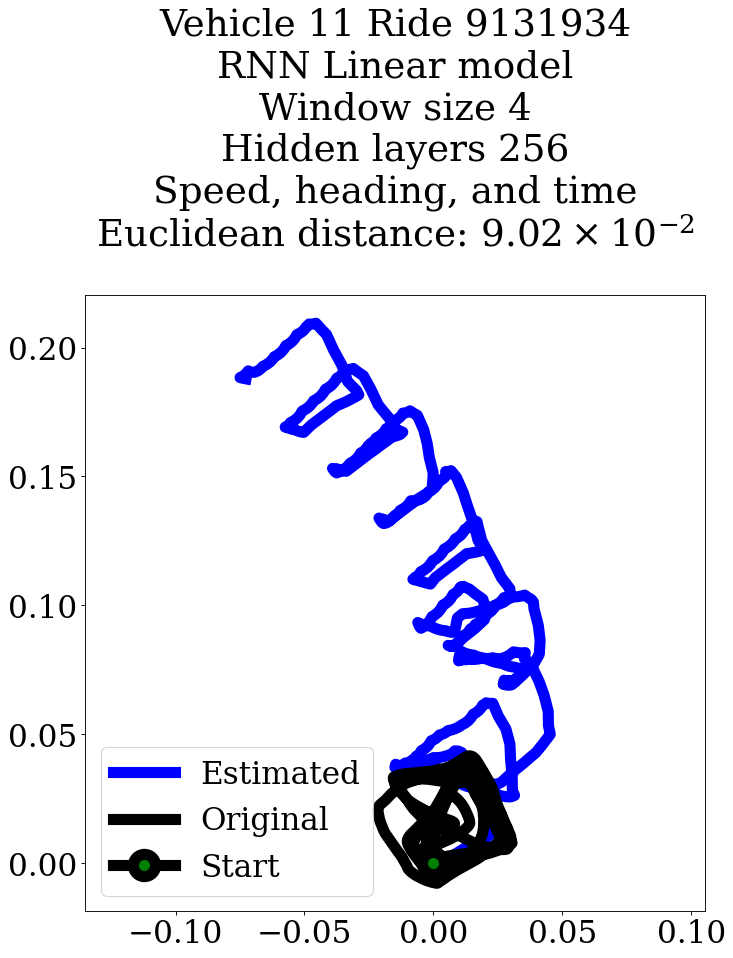 Vehicle 11 Ride 9131934
RNN Linear model
Window size 4
Hidden layers 256
Speed, heading, and time
Euclidean distance: 9.02 × 10⁻²
0.20
0.15
0.10
0.05
0.00
Estimated
Original
Start
−0.10 −0.05 0.00 0.05 0.10